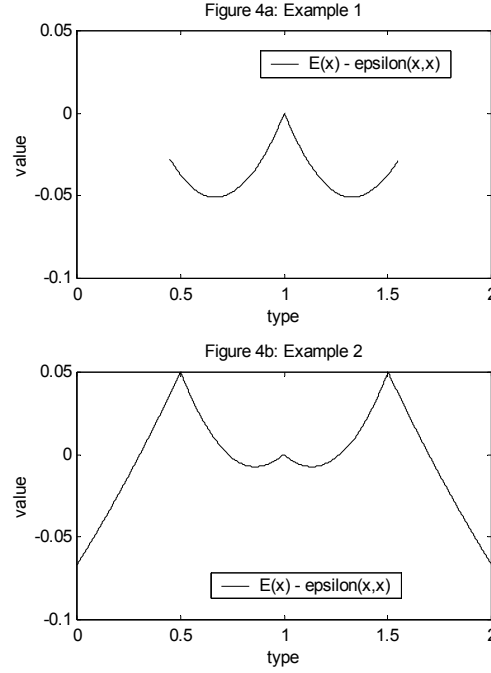 Figure 4a: Example 1
0.05
E(x) - epsilon(x,x)
0
value
-0.05
-0.1
0 0.5 1 1.5 2
type
Figure 4b: Example 2
0.05
0
value
-0.05
E(x) - epsilon(x,x)
-0.1
0 0.5 1 1.5 2
type